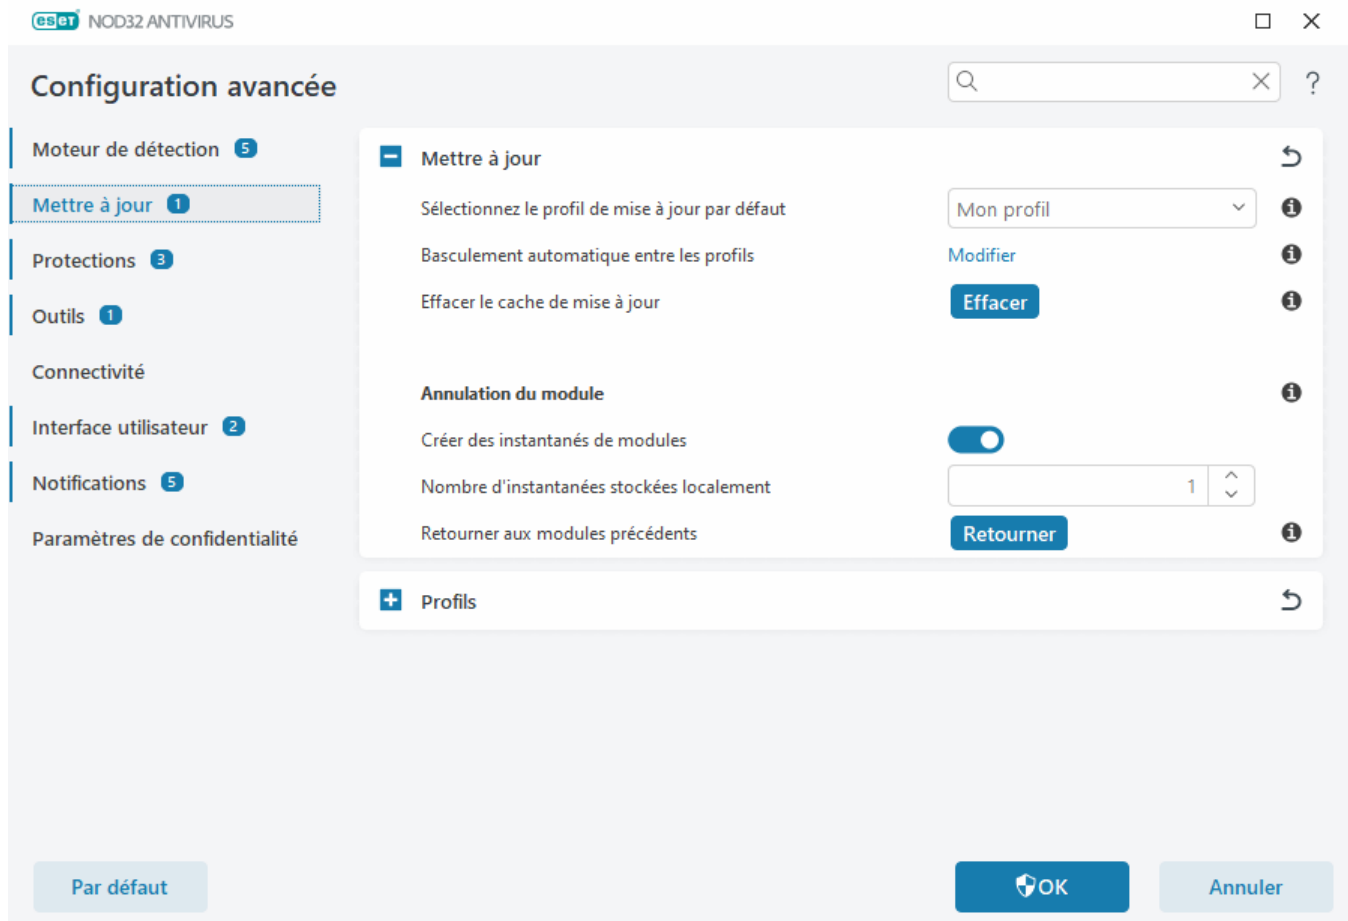 eset NOD32 ANTIVIRUS
Configuration avancée
?
Moteur de détection 5
Mettre à jour 1
Protections 3
Outils 1
Connectivité
Interface utilisateur 2
Notifications 5
Paramètres de confidentialité
Mettre à jour
Sélectionnez le profil de mise à jour par défaut Mon profil
Basculement automatique entre les profils Modifier
Effacer le cache de mise à jour Effacer
Annulation du module
Créer des instantanés de modules
Nombre d'instantanées stockées localement 1
Retourner aux modules précédents Retourner
Profils
Par défaut
OK
Annuler